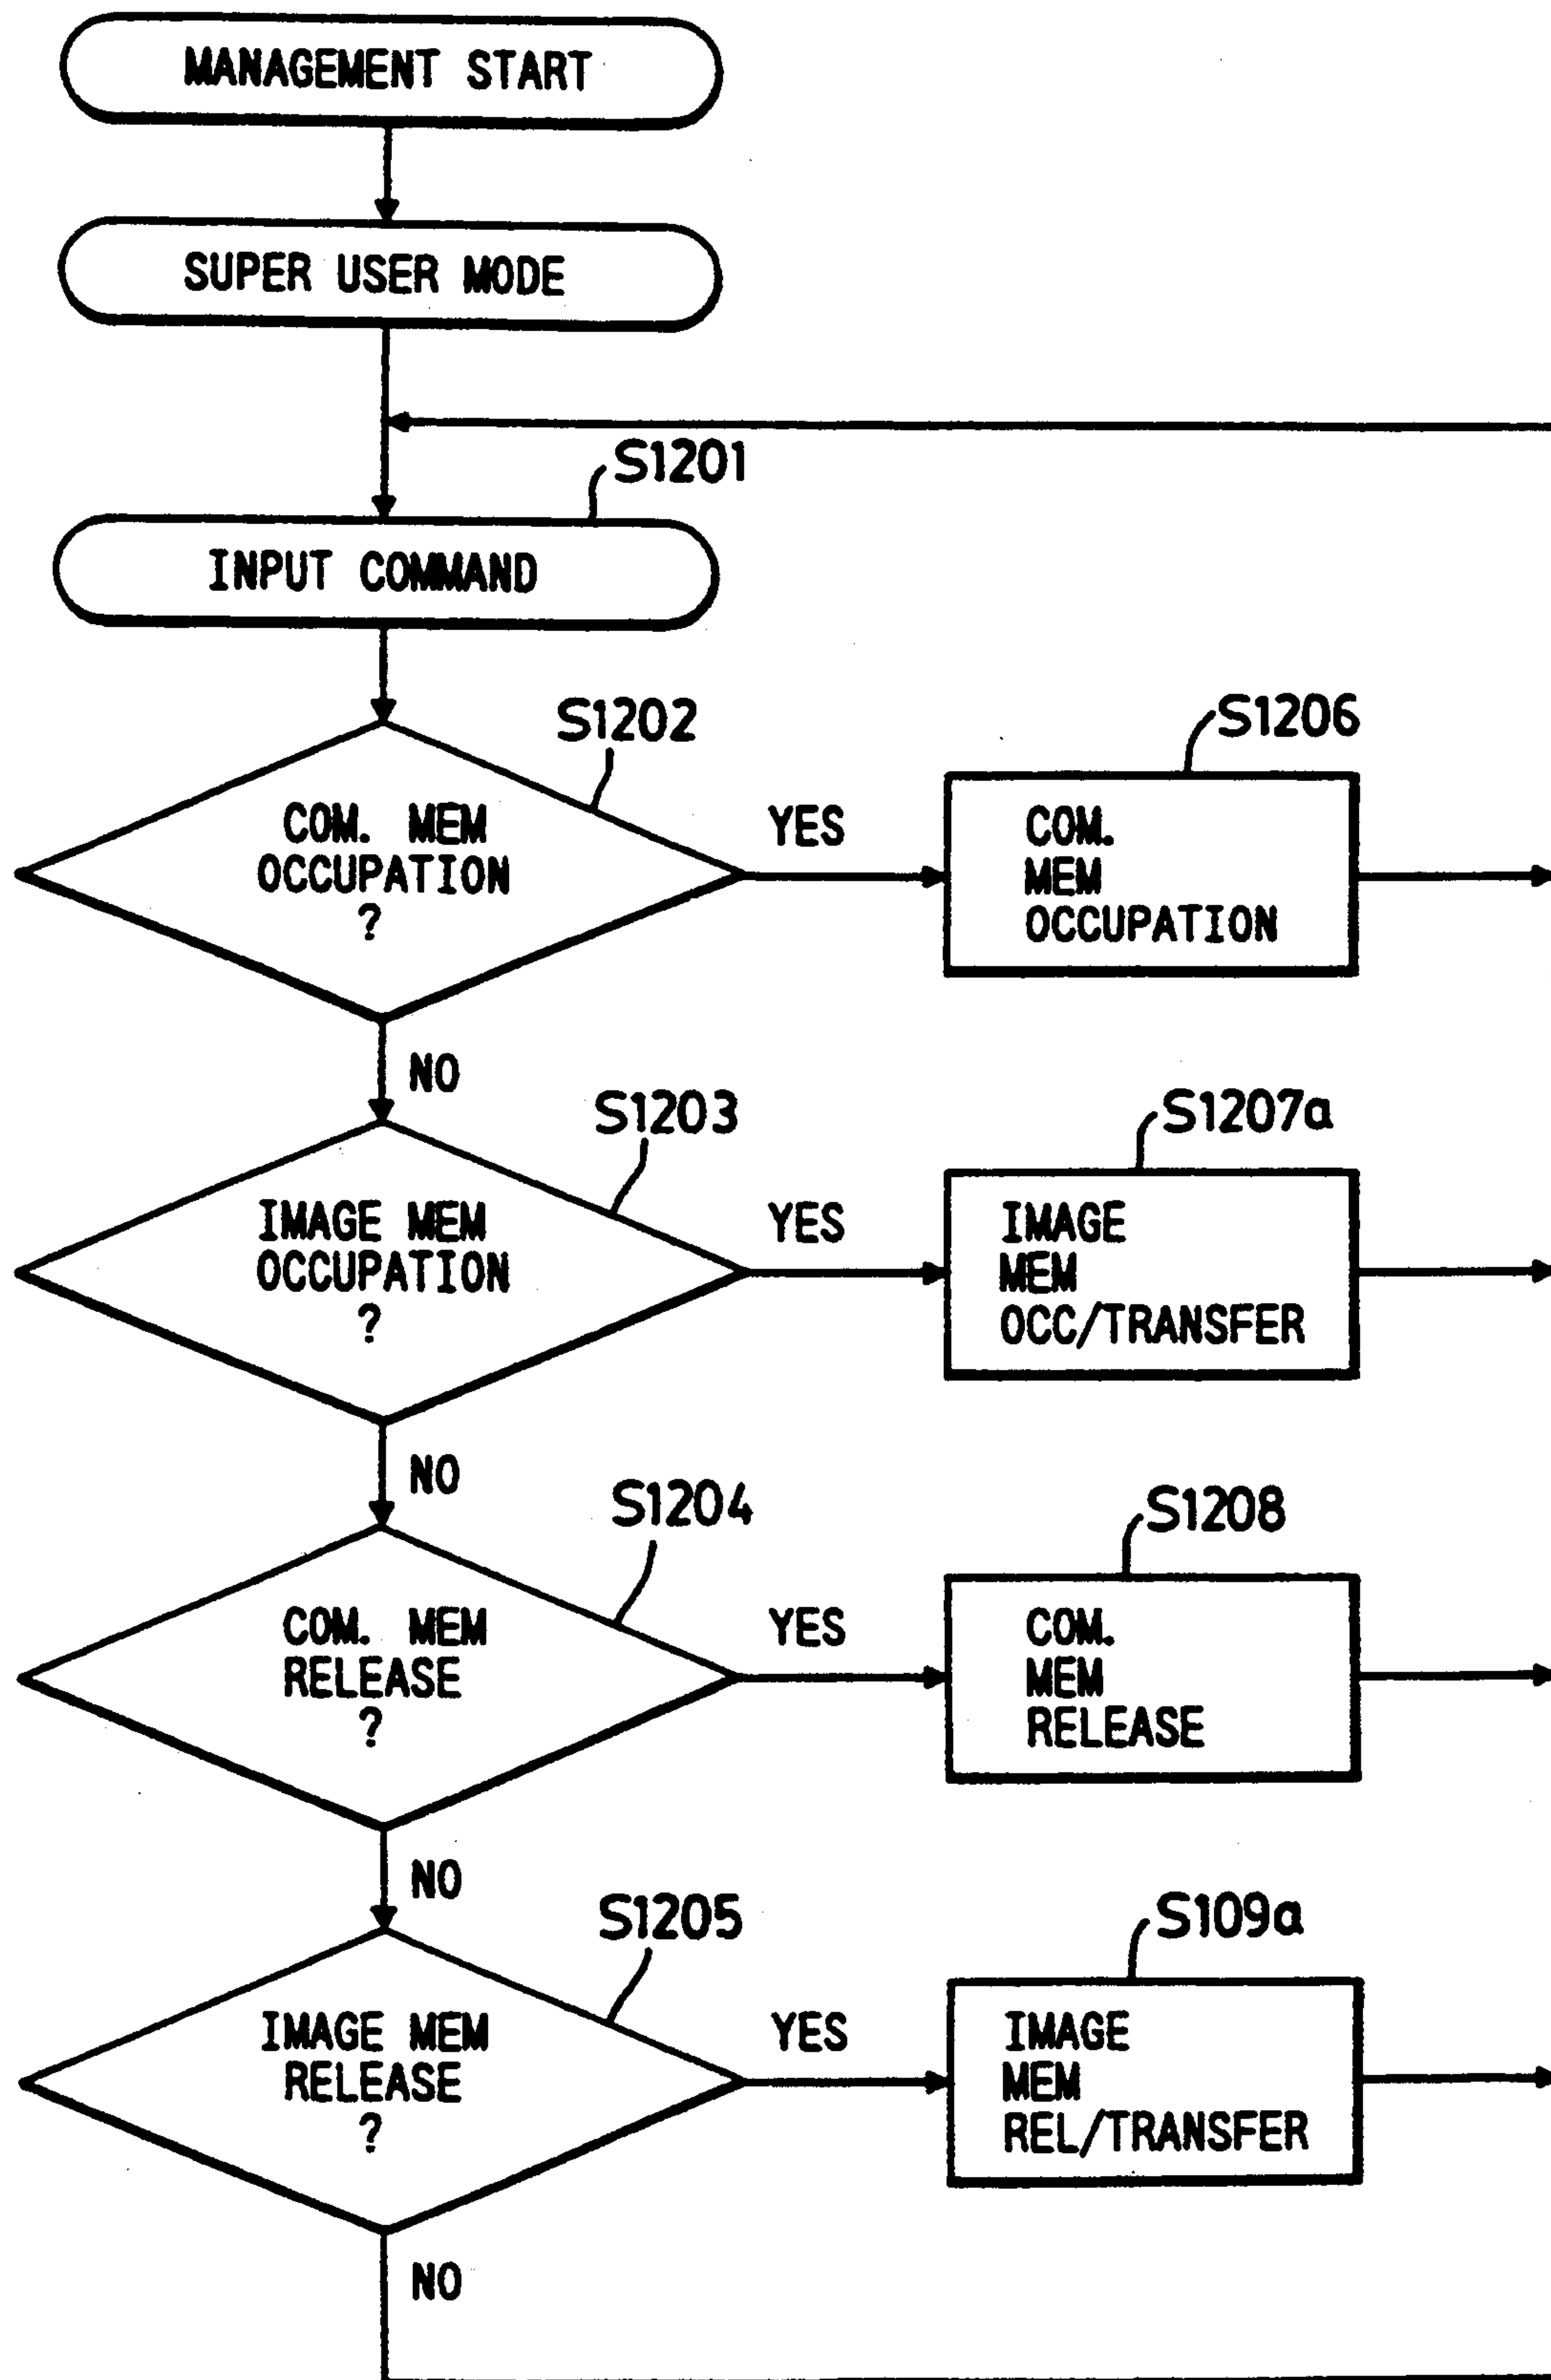 MANAGEMENT START
SUPER USER MODE
S1201
INPUT COMMAND
S1202
COM. MEM
OCCUPATION
?
YES
S1206
COM.
MEM
OCCUPATION
NO
S1203
IMAGE MEM
OCCUPATION
?
YES
S1207a
IMAGE
MEM
OCC/TRANSFER
NO
S1204
COM. MEM
RELEASE
?
YES
S1208
COM.
MEM
RELEASE
NO
S1205
IMAGE MEM
RELEASE
?
YES
S109a
IMAGE
MEM
REL/TRANSFER
NO